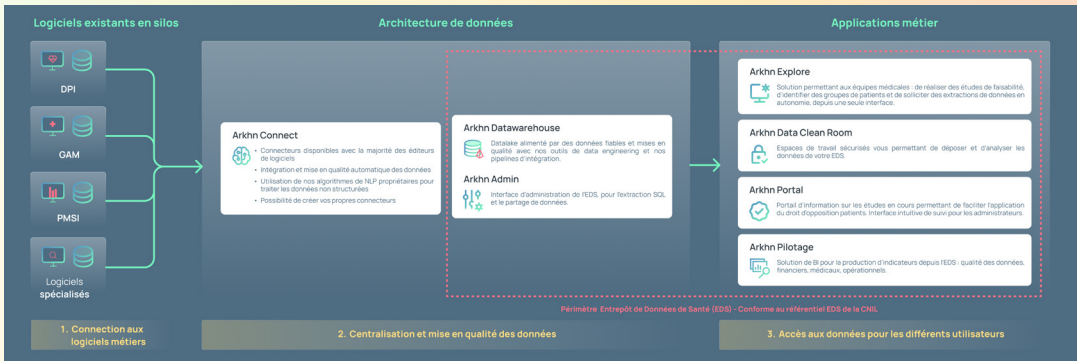 Logiciels existants en silos
Architecture de données
Applications métier
DPI
GAM
PMSI
Logiciels
spécialisés
Arkhn Connect
• Connecteurs disponibles avec la majorité des éditeurs
de logiciels
• Intégration et mise en qualité automatique des données
• Utilisation de nos algorithmes de NLP propriétaires pour
traiter les données non structurées
• Possibilité de créer vos propres connecteurs
Arkhn Datawarehouse
Datalake alimenté par des données fiables et mises en
qualité avec nos outils de data engineering et nos
pipelines d'intégration.
Arkhn Admin
Interface d'administration de l'EDS, pour l'extraction SQL
et le partage de données.
Arkhn Explore
Solution permettant aux équipes médicales : de réaliser des études de faisabilité,
d'identifier des groupes de patients et de solliciter des extractions de données en
autonomie, depuis une seule interface.
Arkhn Data Clean Room
Espaces de travail sécurisés vous permettant de déposer et d'analyser les
données de votre EDS.
Arkhn Portal
Portail d'information sur les études en cours permettant de faciliter l'application
du droit d'opposition patients. Interface intuitive de suivi pour les administrateurs.
Arkhn Pilotage
Solution de BI pour la production d'indicateurs depuis l'EDS : qualité des données,
financiers, médicaux, opérationnels.
Périmètre Entrepôt de Données de Santé (EDS) - Conforme au référentiel EDS de la CNIL
1. Connection aux
logiciels métiers
2. Centralisation et mise en qualité des données
3. Accès aux données pour les différents utilisateurs